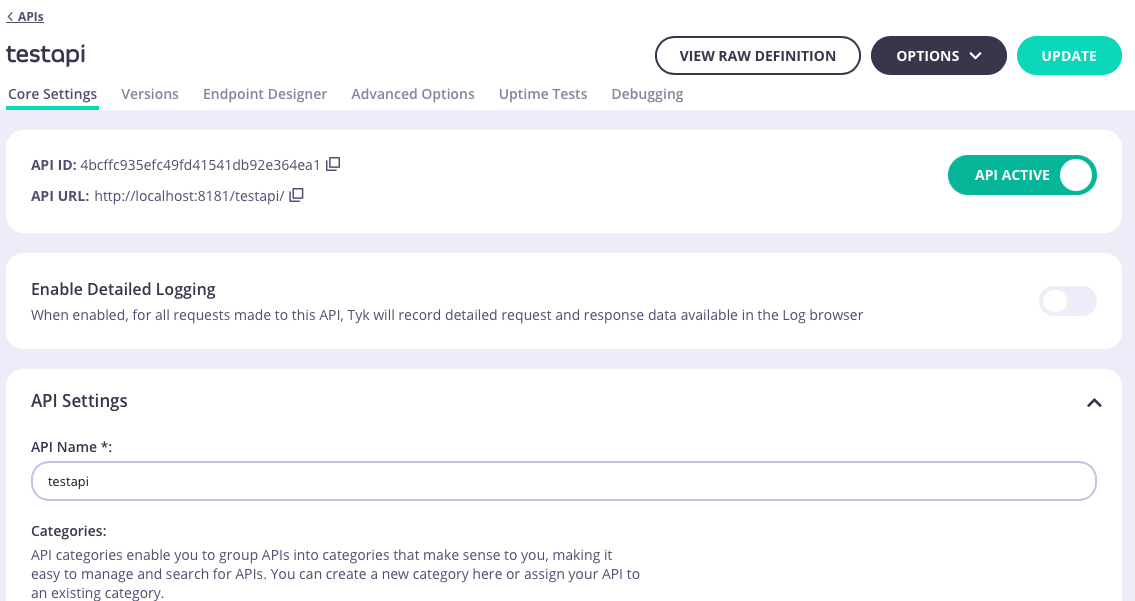 < APIs
testapi
VIEW RAW DEFINITION
OPTIONS
UPDATE
Core Settings Versions Endpoint Designer Advanced Options Uptime Tests Debugging
API ID: 4bcffc935efc49fd41541db92e364ea1
API URL: http://localhost:8181/testapi/
API ACTIVE
Enable Detailed Logging
When enabled, for all requests made to this API, Tyk will record detailed request and response data available in the Log browser
API Settings
API Name *:
testapi
Categories:
API categories enable you to group APIs into categories that make sense to you, making it
easy to manage and search for APIs. You can create a new category here or assign your API to
an existing category.